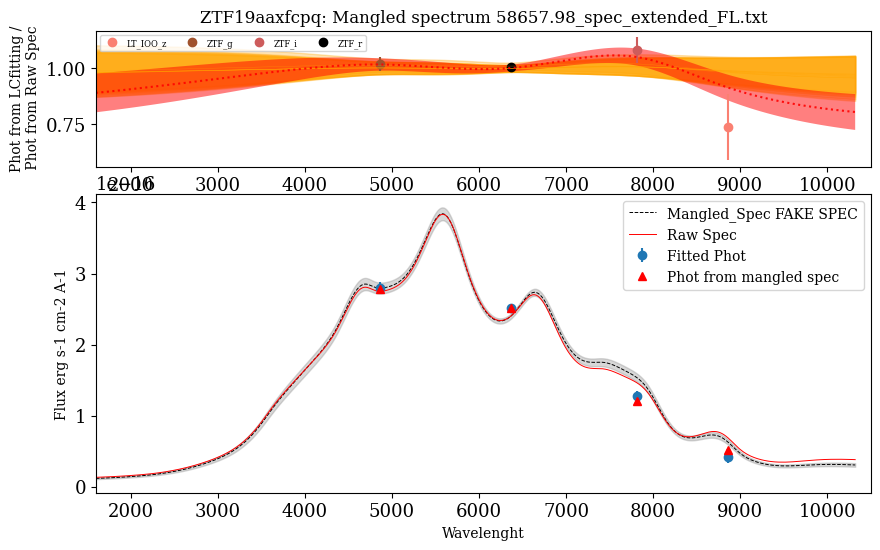 ZTF19aaxfcpq: Mangled spectrum 58657.98_spec_extended_FL.txt
Phot from LCfitting /
Phot from Raw Spec
LT_IOO_z ZTF_g ZTF_i ZTF_r
1.00
0.75
2000 3000 4000 5000 6000 7000 8000 9000 10000
1e−16
Mangled_Spec FAKE SPEC
Raw Spec
Fitted Phot
Phot from mangled spec
Flux erg s-1 cm-2 A-1
4
3
2
1
0
2000 3000 4000 5000 6000 7000 8000 9000 10000
Wavelenght